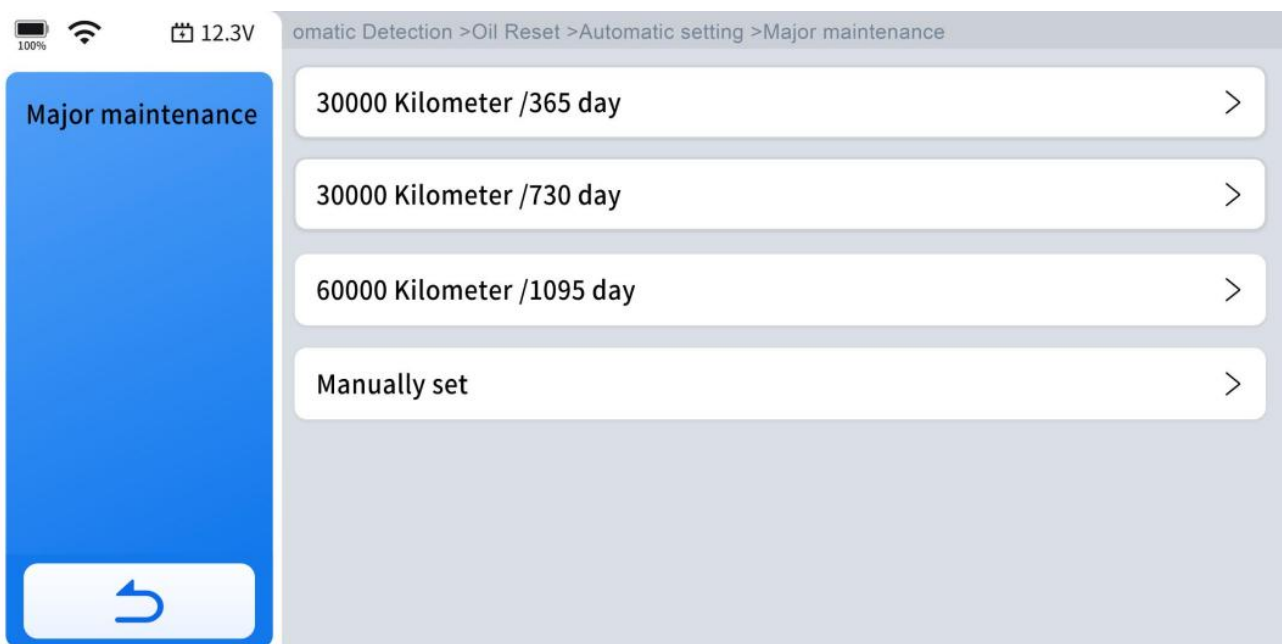 100%
12.3V
omatic Detection >Oil Reset >Automatic setting >Major maintenance
Major maintenance
30000 Kilometer /365 day
30000 Kilometer /730 day
60000 Kilometer /1095 day
Manually set